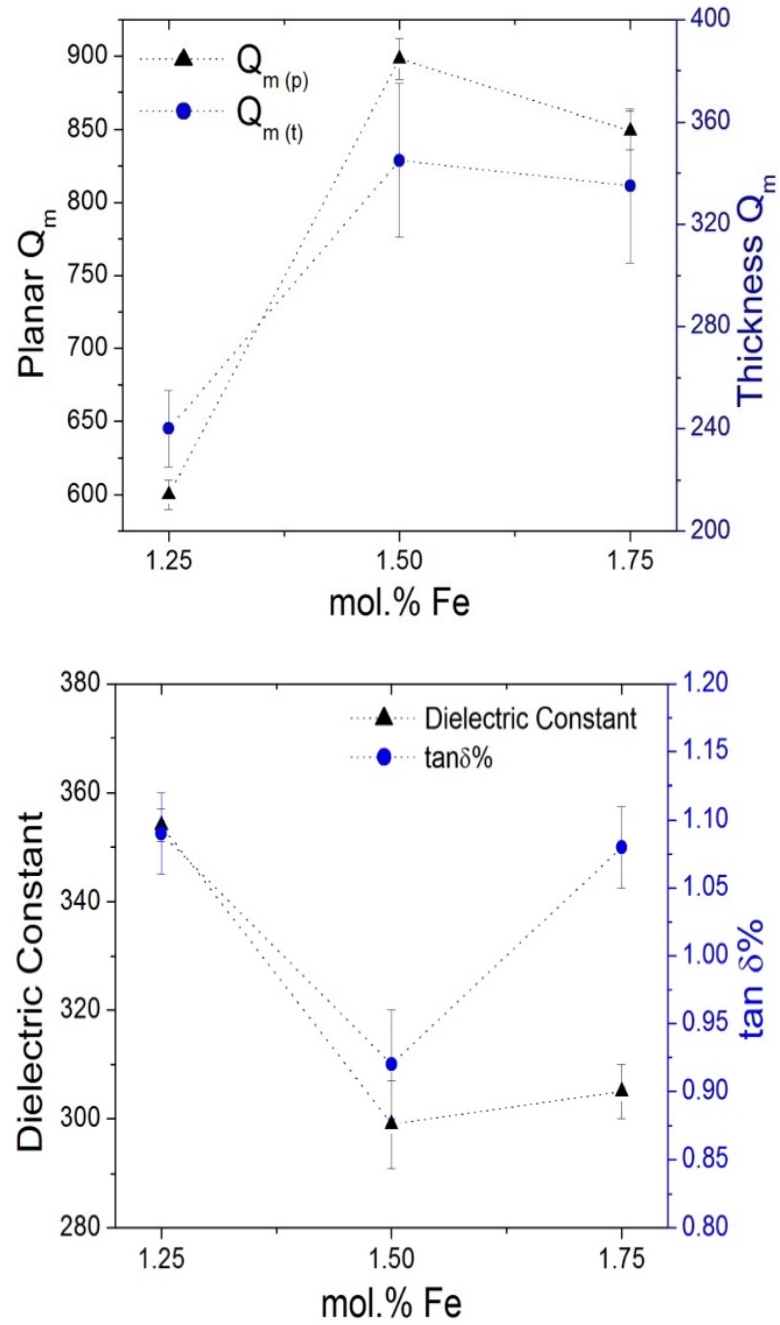 400
900
Q m (p)
360
850
Q m (t)
800
320
750
280
700
650
240
600
200
Planar Qm
Thickness Qm
1.25 1.50 1.75
mol.% Fe
380 1.20
Dielectric Constant
tanδ%
1.15
360
1.10
1.05
340
1.00
320
0.95
0.90
300
0.85
280 0.80
Dielectric Constant
tan δ%
1.25 1.50 1.75
mol.% Fe